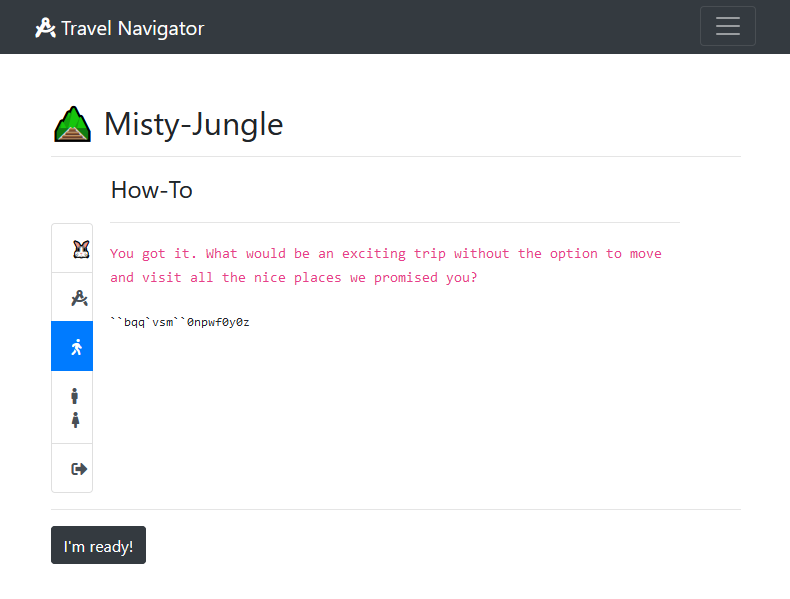 Travel Navigator
Misty-Jungle
How-To
You got it. What would be an exciting trip without the option to move
and visit all the nice places we promised you?
``bqq`vsm``0npwf0y0z
I'm ready!